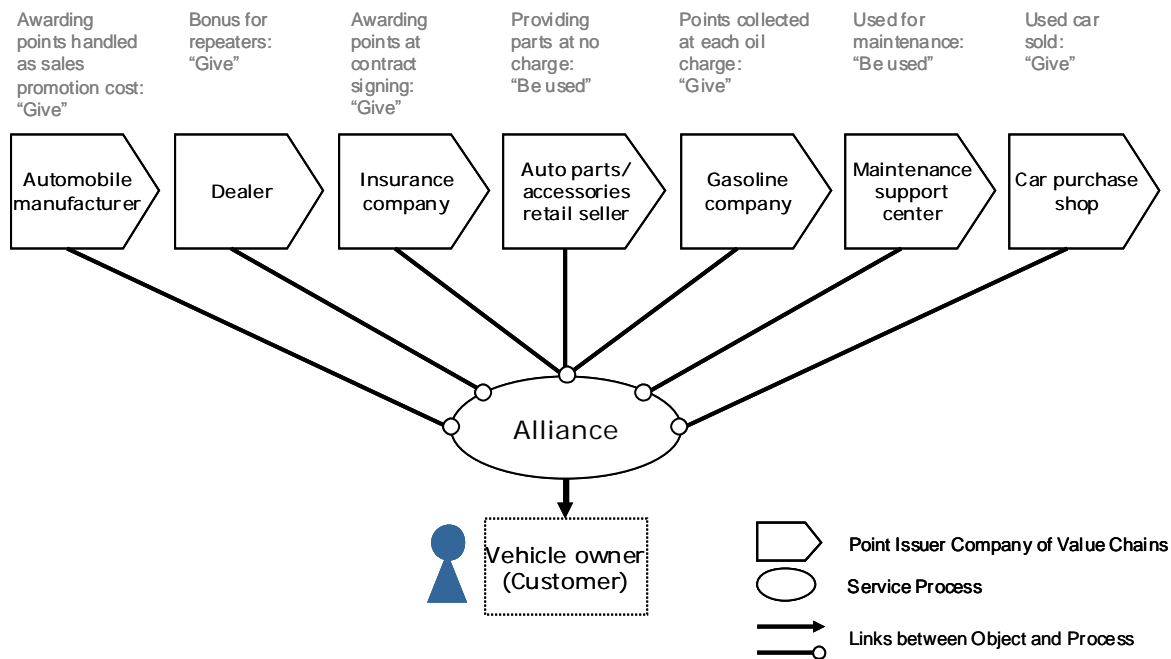 Awarding
points handled
as sales
promotion cost:
“Give”
Bonus for
repeaters:
“Give”
Awarding
points at
contract
signing:
“Give”
Providing
parts at no
charge:
“Be used”
Points collected
at each oil
charge:
“Give”
Used for
maintenance:
“Be used”
Used car
sold:
“Give”
Automobile
manufacturer
Dealer
Insurance
company
Auto parts/
accessories
retail seller
Gasoline
company
Maintenance
support
center
Car purchase
shop
Alliance
Vehicle owner
(Customer)
Point Issuer Company of Value Chains
Service Process
Links between Object and Process